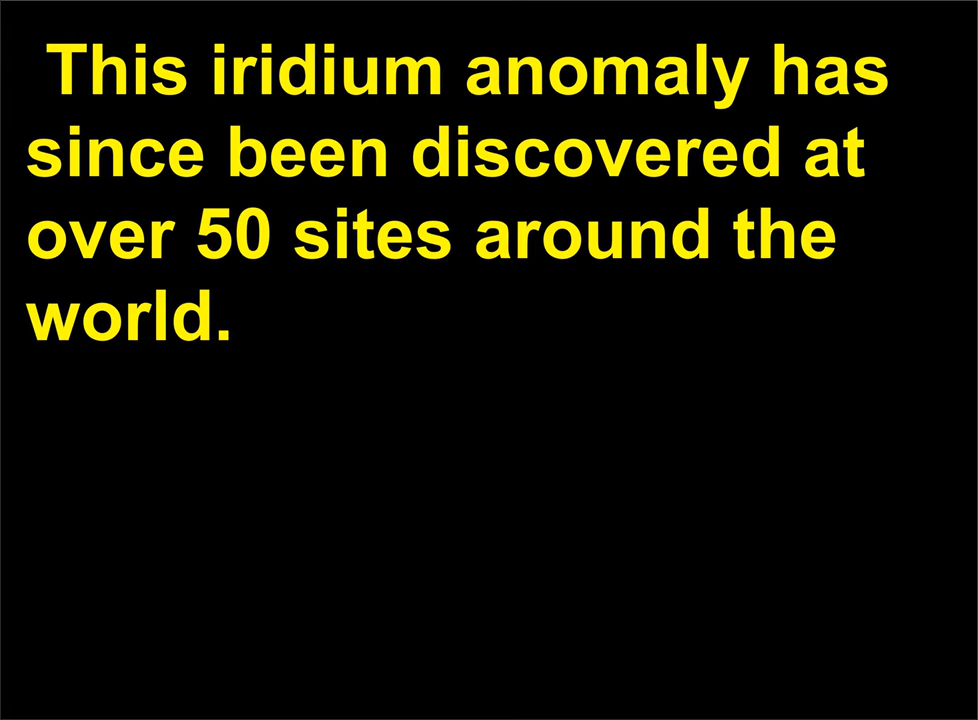 This iridium anomaly has
since been discovered at
over 50 sites around the
world.